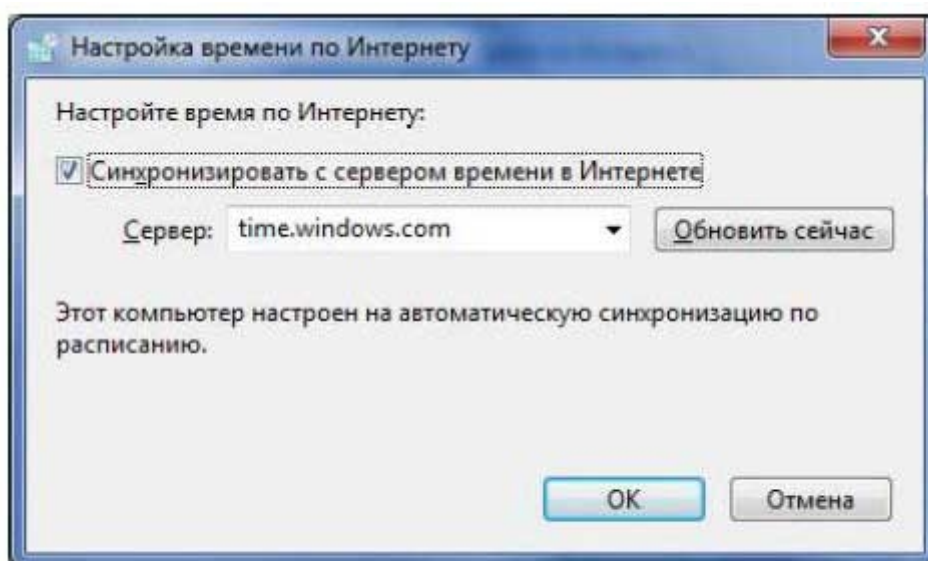 Настройка времени по Интернету
Настройте время по Интернету:
Синхронизировать с сервером времени в Интернете
Сервер: time.windows.com Обновить сейчас
Этот компьютер настроен на автоматическую синхронизацию по
расписанию.
OK Отмена